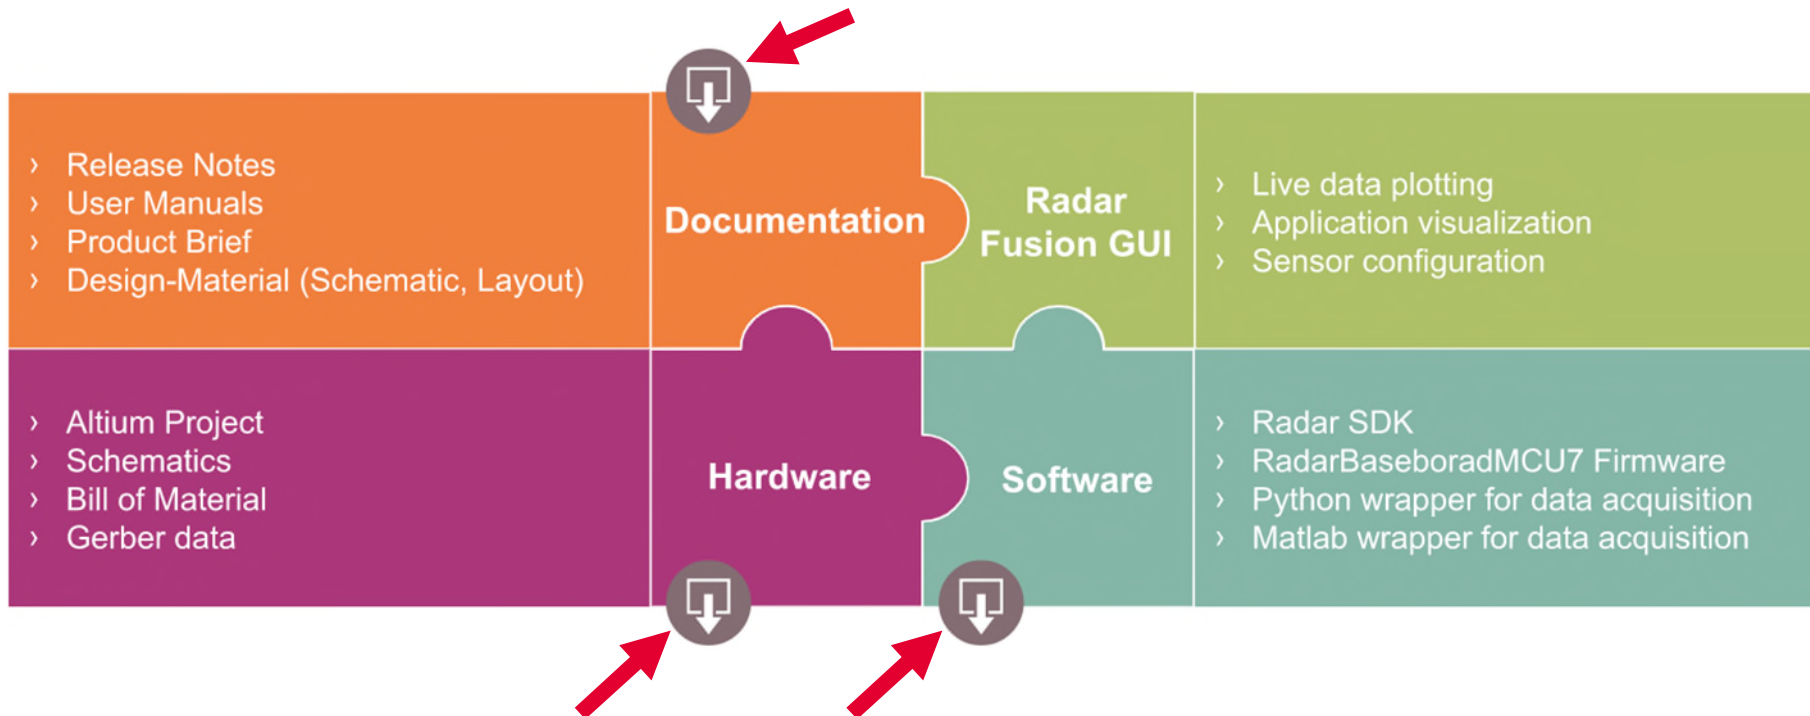 › Release Notes
› User Manuals
› Product Brief
› Design-Material (Schematic, Layout)
Documentation
Radar
Fusion GUI
› Live data plotting
› Application visualization
› Sensor configuration
› Altium Project
› Schematics
› Bill of Material
› Gerber data
Hardware
Software
› Radar SDK
› RadarBaseboradMCU7 Firmware
› Python wrapper for data acquisition
› Matlab wrapper for data acquisition